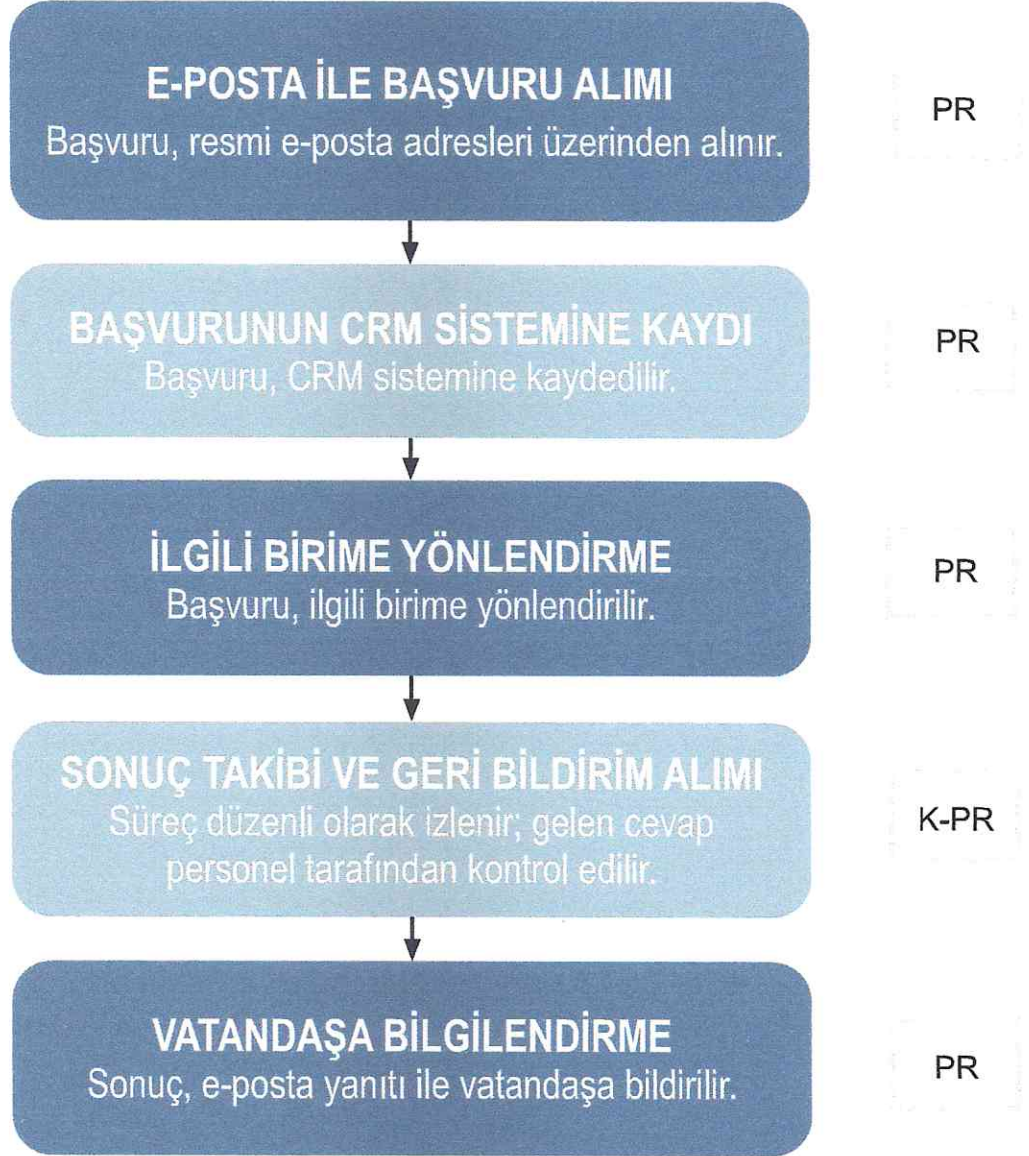 E-POSTA İLE BAŞVURU ALIMI
Başvuru, resmi e-posta adresleri üzerinden alınır.
PR
BAŞVURUNUN CRM SİSTEMİNE KAYDI
Başvuru, CRM sistemine kaydedilir.
PR
İLGİLİ BİRİME YÖNLENDİRME
Başvuru, ilgili birime yönlendirilir.
PR
SONUÇ TAKİBİ VE GERİ BİLDİRİM ALIMI
Süreç düzenli olarak izlenir; gelen cevap
personel tarafından kontrol edilir.
K-PR
VATANDAŞA BİLGİLENDİRME
Sonuç, e-posta yanıtı ile vatandaşa bildirilir.
PR